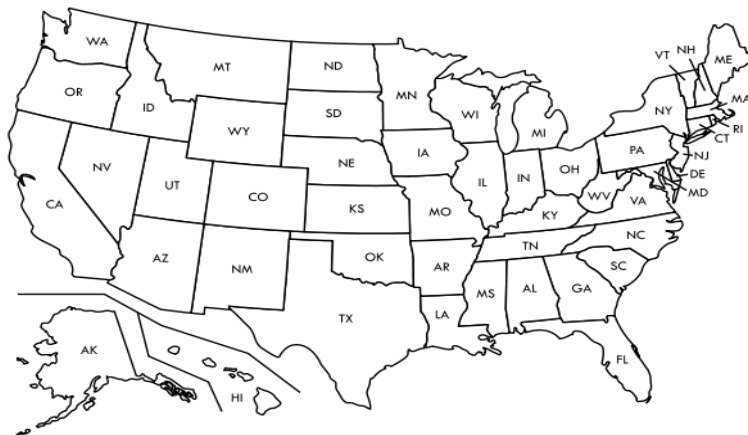 WA
MT
ND
MN
VT
NH
ME
OR
ID
SD
WI
MI
NY
MA
RI
CT
WY
IA
PA
NJ
NE
NV
UT
CO
IL
IN
OH
DE
MD
WV
VA
CA
KS
MO
KY
NC
TN
AZ
NM
OK
AR
SC
MS
AL
GA
TX
LA
FL
AK
HI